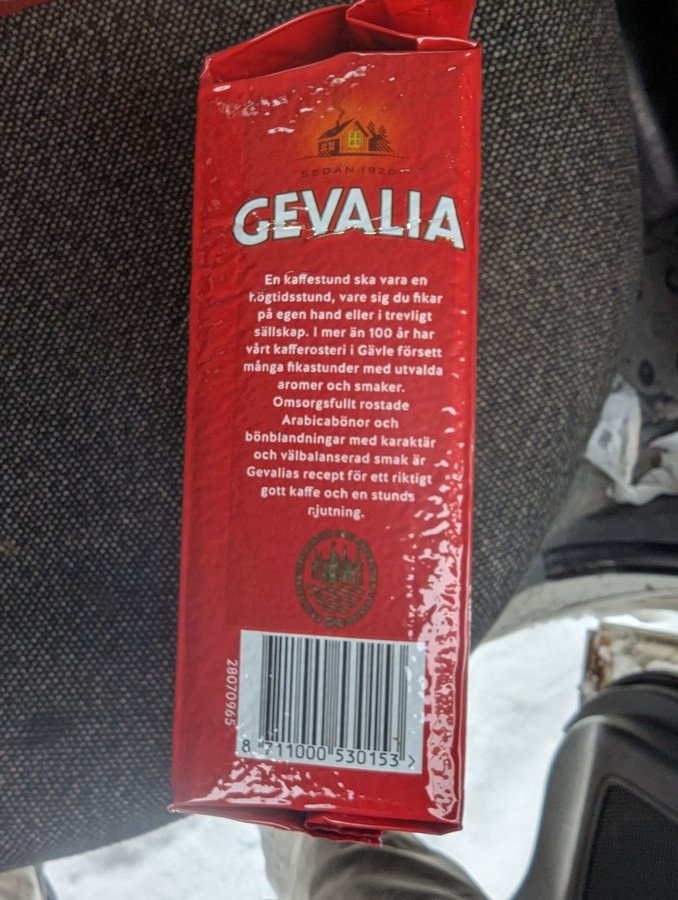 SEDAN 1920
GEVALIA
En kaffestund ska vara en
högtidsstund, vare sig du fikar
på egen hand eller i trevligt
sällskap. I mer än 100 år har
vårt kafferosteri i Gävle försett
många fikastunder med utvalda
aromer och smaker.
Omsorgsfullt rostade
Arabicabönor och
bönblandningar med karaktär
och välbalanserad smak är
Gevalias recept för ett riktigt
gott kaffe och en stunds
njutning.
28070965
8 711000 530153 >